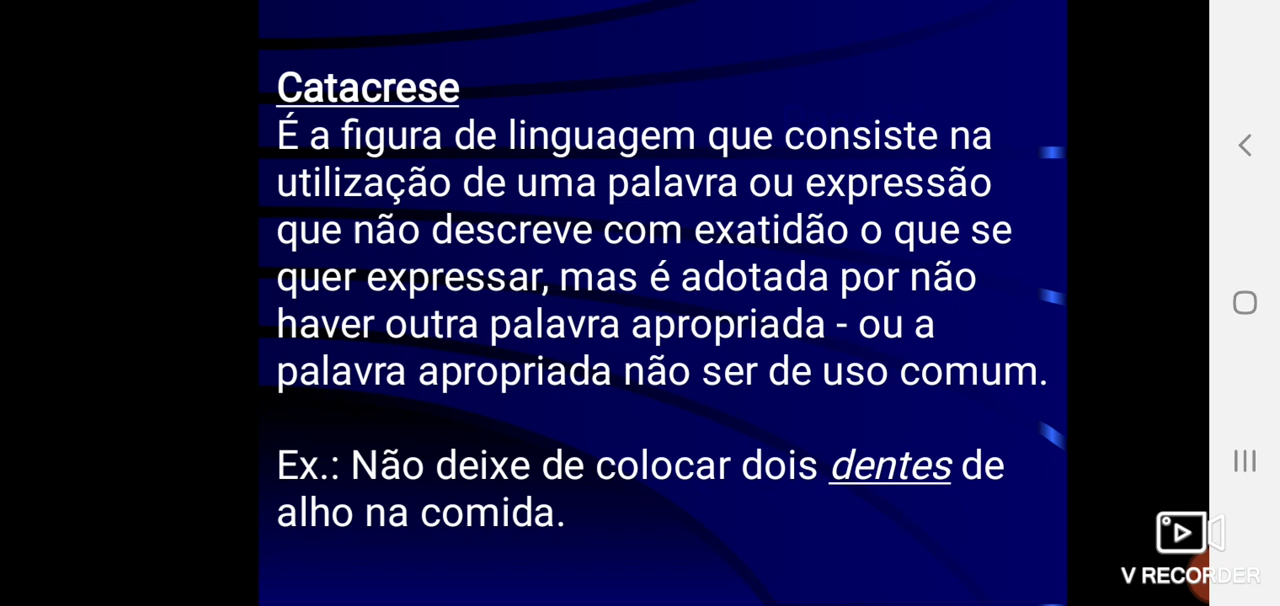 Catacrese
É a figura de linguagem que consiste na
utilização de uma palavra ou expressão
que não descreve com exatidão o que se
quer expressar, mas é adotada por não
haver outra palavra apropriada - ou a
palavra apropriada não ser de uso comum.
Ex.: Não deixe de colocar dois dentes de
alho na comida.
V RECORDER